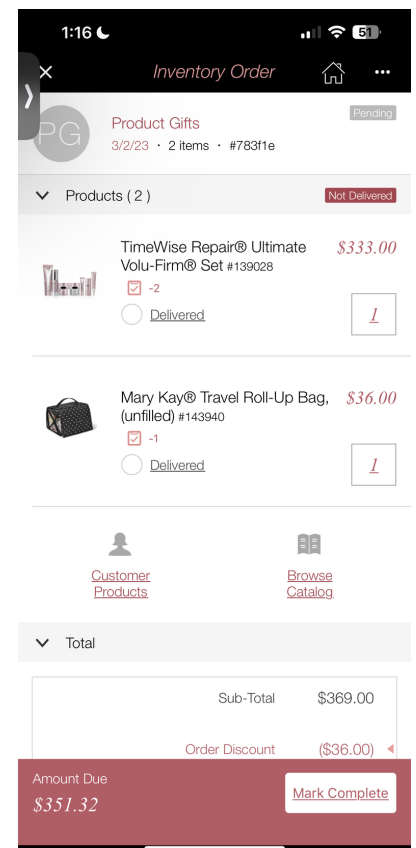 1:16
51
Inventory Order
PG
Product Gifts
Pending
3/2/23 · 2 items · #783f1e
Products ( 2 )
Not Delivered
TimeWise Repair® Ultimate
Volu-Firm® Set #139028
$333.00
-2
Delivered
1
Mary Kay® Travel Roll-Up Bag,
(unfilled) #143940
$36.00
-1
Delivered
1
Customer
Products
Browse
Catalog
Total
Sub-Total $369.00
Order Discount ($36.00)
Amount Due
$351.32
Mark Complete